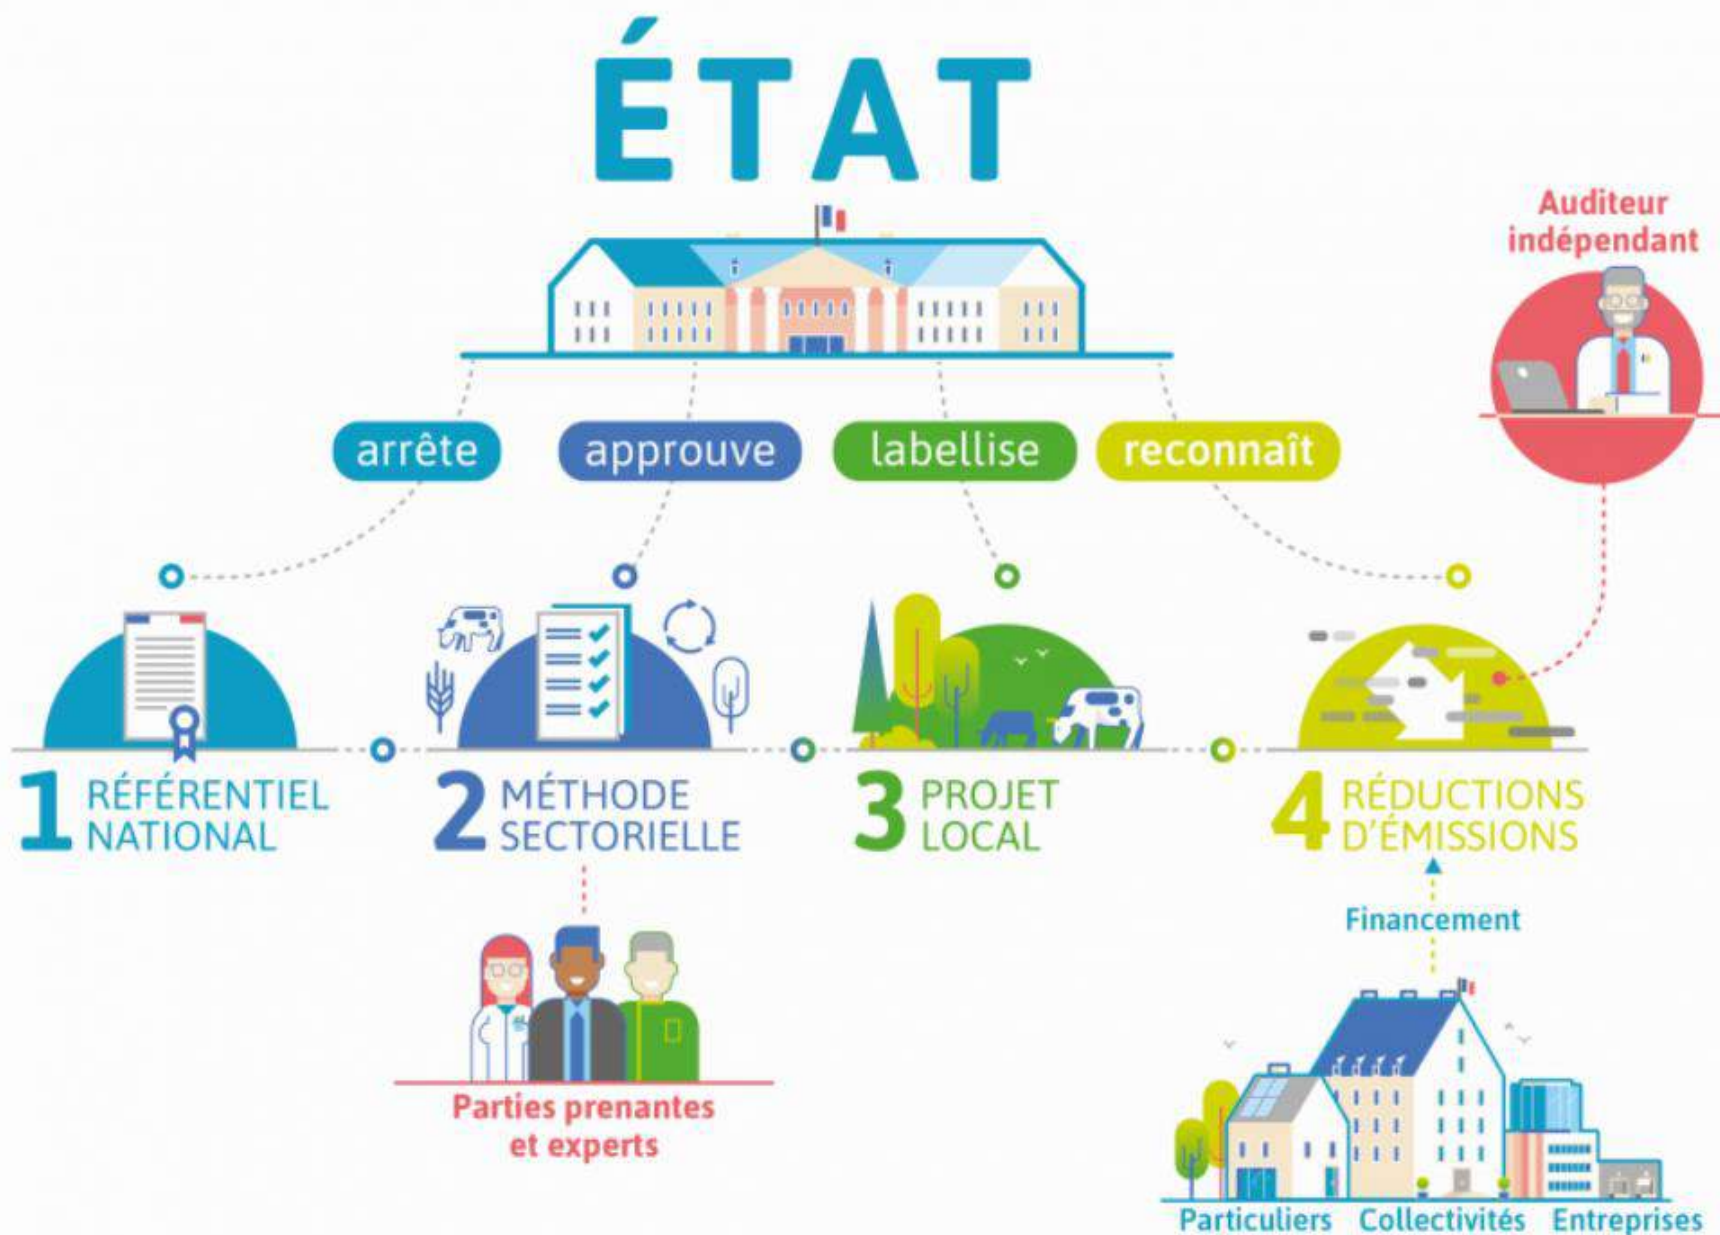 ÉTAT
Auditeur
indépendant
arrête
approuve
labellise
reconnaît
1 RÉFÉRENTIEL
NATIONAL
2 MÉTHODE
SECTORIELLE
3 PROJET
LOCAL
4 RÉDUCTIONS
D'ÉMISSIONS
Financement
Parties prenantes
et experts
Particuliers
Collectivités
Entreprises